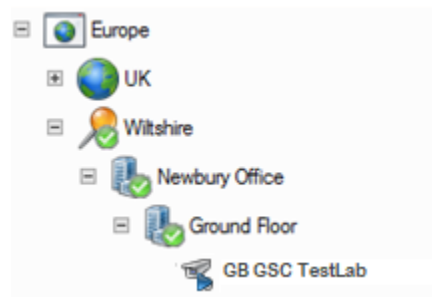 Europe
UK
Wiltshire
Newbury Office
Ground Floor
GB GSC TestLab